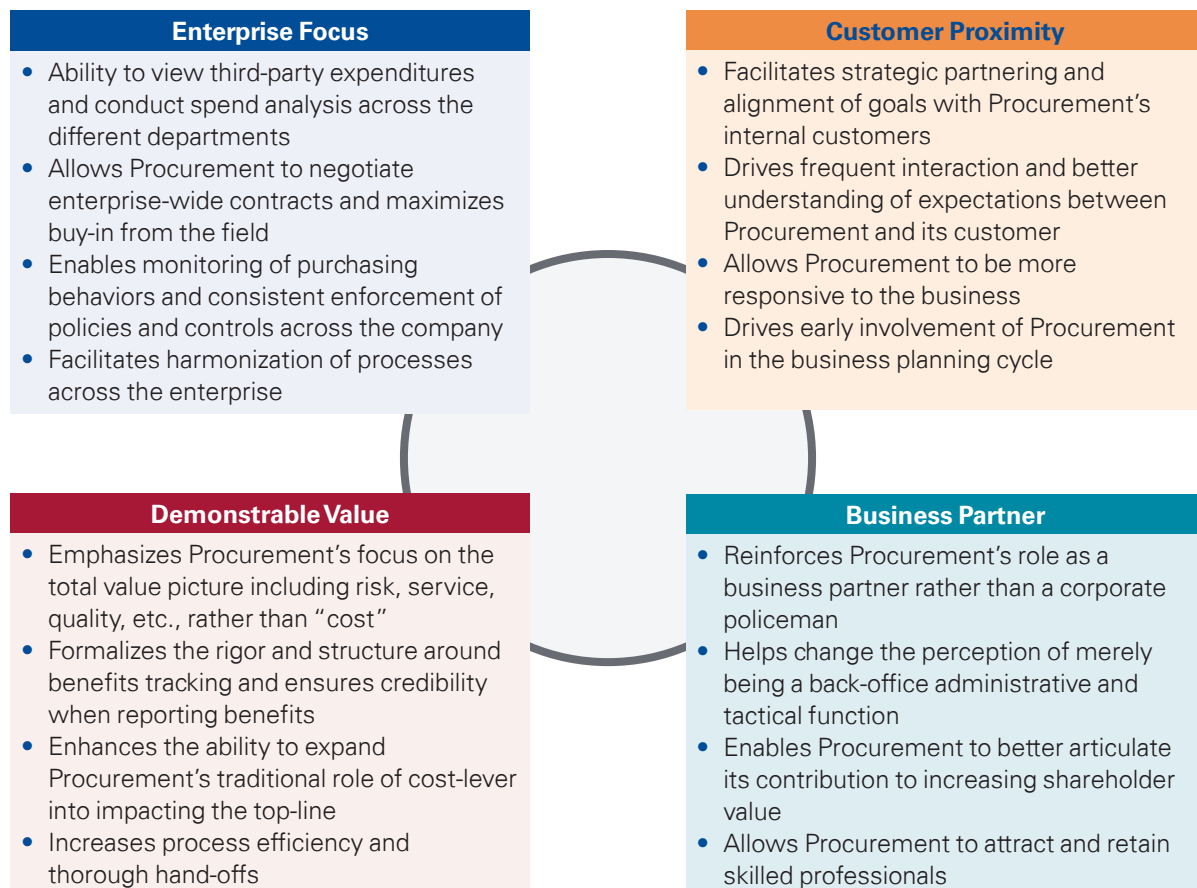 Enterprise Focus
• Ability to view third-party expenditures
and conduct spend analysis across the
different departments
• Allows Procurement to negotiate
enterprise-wide contracts and maximizes
buy-in from the field
• Enables monitoring of purchasing
behaviors and consistent enforcement of
policies and controls across the company
• Facilitates harmonization of processes
across the enterprise
Customer Proximity
• Facilitates strategic partnering and
alignment of goals with Procurement’s
internal customers
• Drives frequent interaction and better
understanding of expectations between
Procurement and its customer
• Allows Procurement to be more
responsive to the business
• Drives early involvement of Procurement
in the business planning cycle
Demonstrable Value
• Emphasizes Procurement’s focus on the
total value picture including risk, service,
quality, etc., rather than “cost”
• Formalizes the rigor and structure around
benefits tracking and ensures credibility
when reporting benefits
• Enhances the ability to expand
Procurement’s traditional role of cost-lever
into impacting the top-line
• Increases process efficiency and
thorough hand-offs
Business Partner
• Reinforces Procurement’s role as a
business partner rather than a corporate
policeman
• Helps change the perception of merely
being a back-office administrative and
tactical function
• Enables Procurement to better articulate
its contribution to increasing shareholder
value
• Allows Procurement to attract and retain
skilled professionals